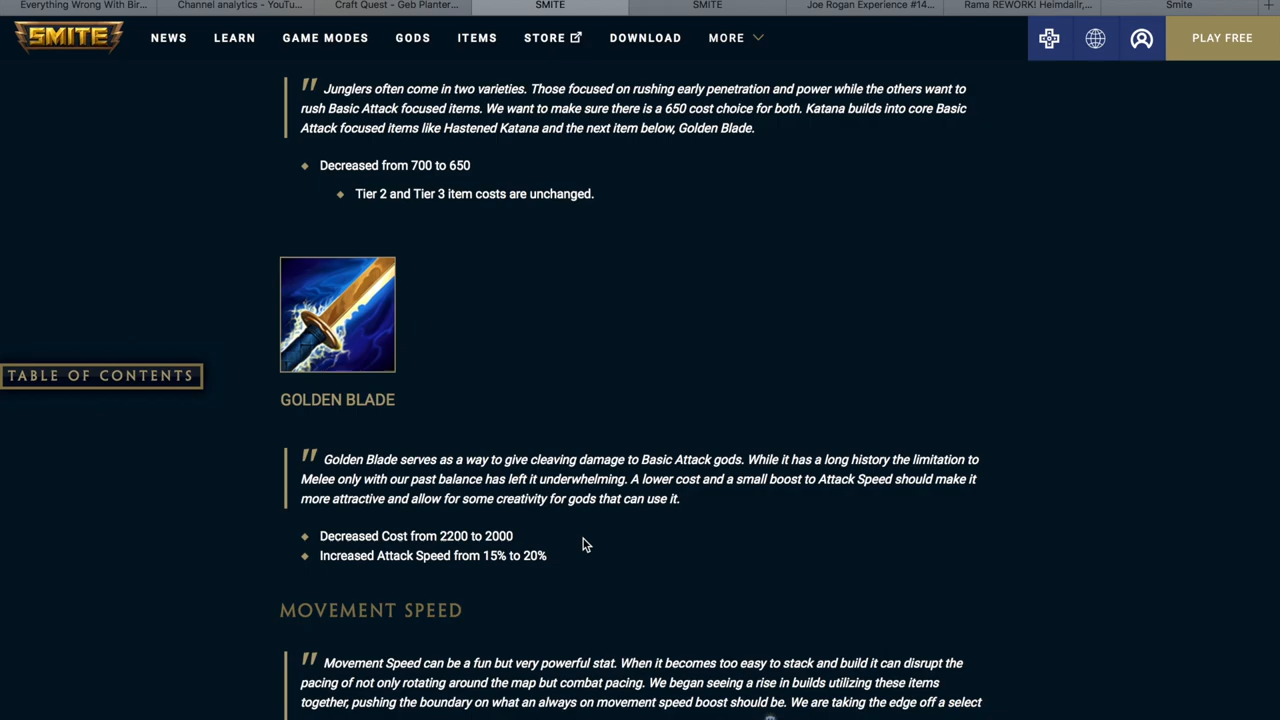 Everything Wrong With Bir...
Channel analytics - YouTu...
Craft Quest - Geb Planter...
SMITE
SMITE
Joe Rogan Experience #14...
Rama REWORK! Heimdallr,...
Smite
SMITE
NEWS
LEARN
GAME MODES
GODS
ITEMS
STORE
DOWNLOAD
MORE
PLAY FREE
" Junglers often come in two varieties. Those focused on rushing early penetration and power while the others want to
rush Basic Attack focused items. We want to make sure there is a 650 cost choice for both. Katana builds into core Basic
Attack focused items like Hastened Katana and the next item below, Golden Blade.
Decreased from 700 to 650
Tier 2 and Tier 3 item costs are unchanged.
TABLE OF CONTENTS
GOLDEN BLADE
" Golden Blade serves as a way to give cleaving damage to Basic Attack gods. While it has a long history the limitation to
Melee only with our past balance has left it underwhelming. A lower cost and a small boost to Attack Speed should make it
more attractive and allow for some creativity for gods that can use it.
Decreased Cost from 2200 to 2000
Increased Attack Speed from 15% to 20%
MOVEMENT SPEED
" Movement Speed can be a fun but very powerful stat. When it becomes too easy to stack and build it can disrupt the
pacing of not only rotating around the map but combat pacing. We began seeing a rise in builds utilizing these items
together, pushing the boundary on what an always on movement speed boost should be. We are taking the edge off a select